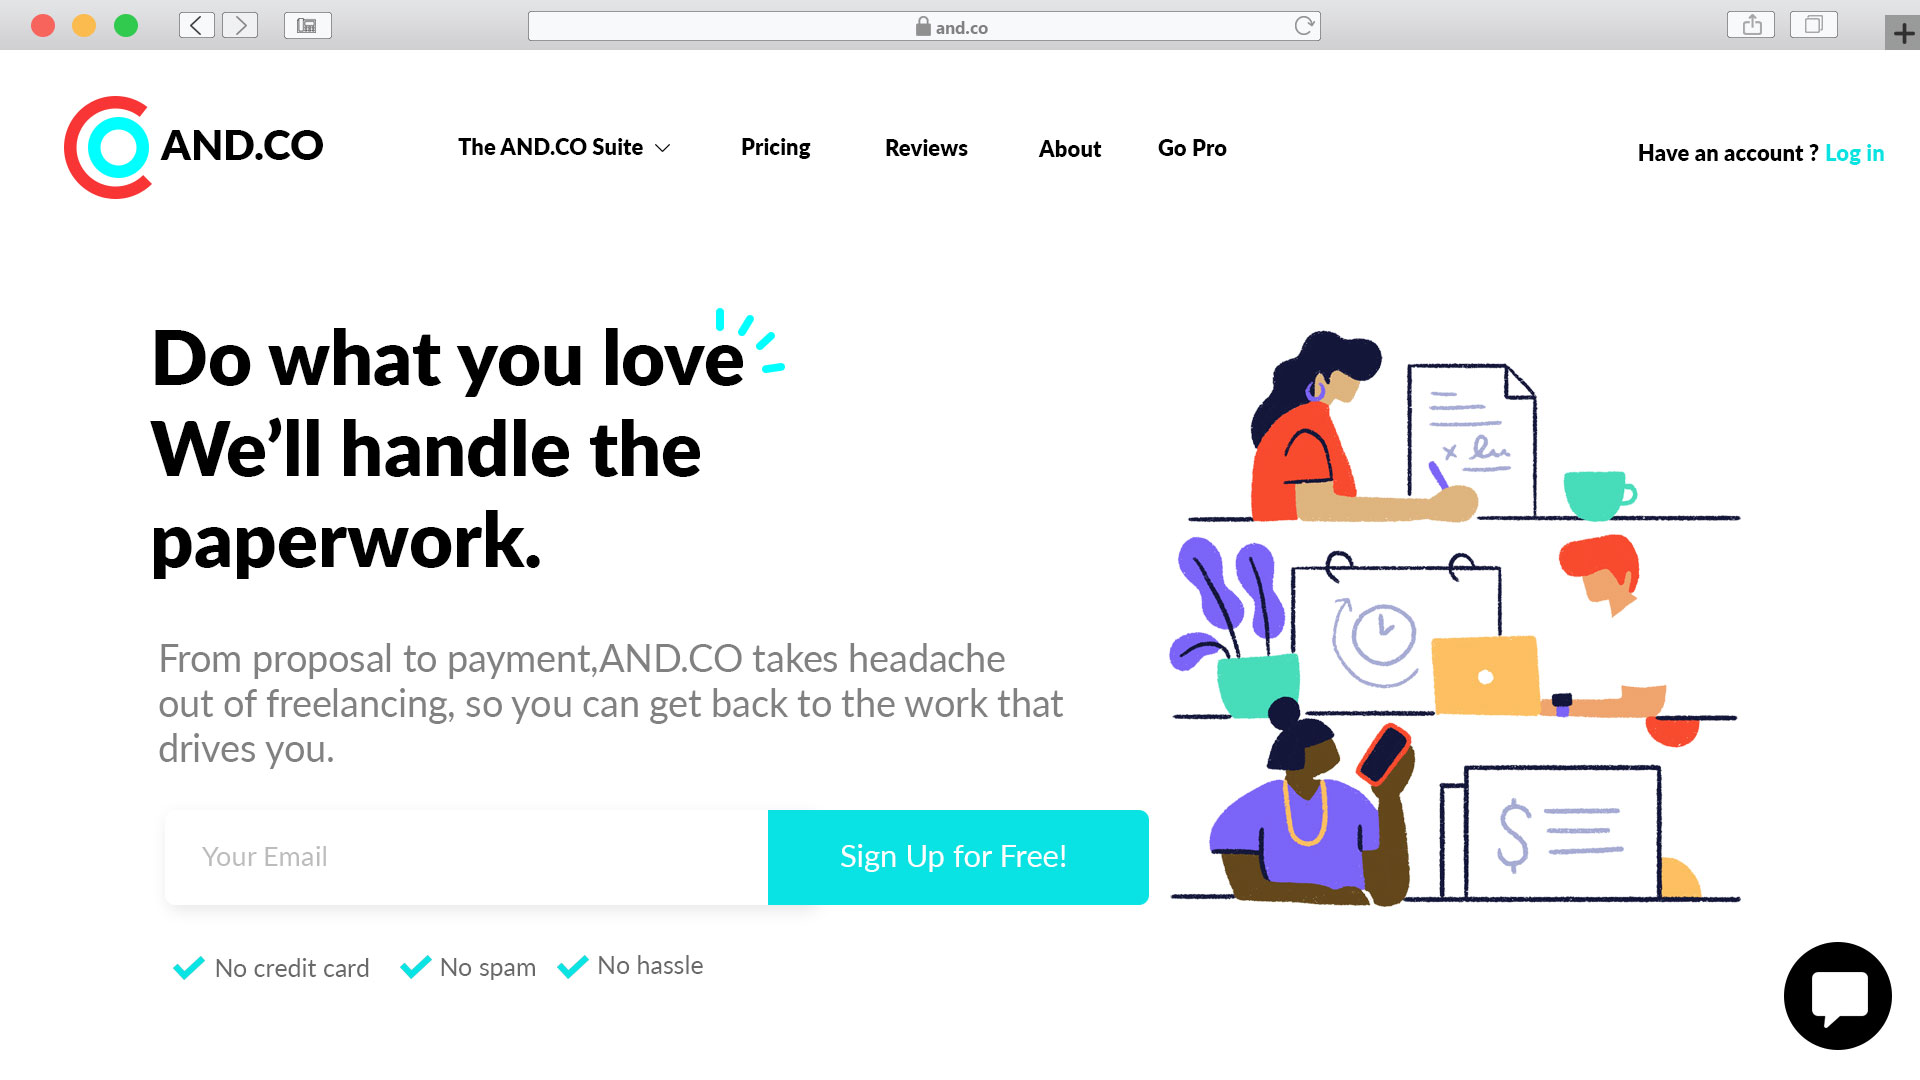 and.co
AND.CO
The AND.CO Suite
Pricing
Reviews
About
Go Pro
Have an account ? Log in
Do what you love
We’ll handle the
paperwork.
From proposal to payment,AND.CO takes headache
out of freelancing, so you can get back to the work that
drives you.
Your Email
Sign Up for Free!
No credit card
No spam
No hassle